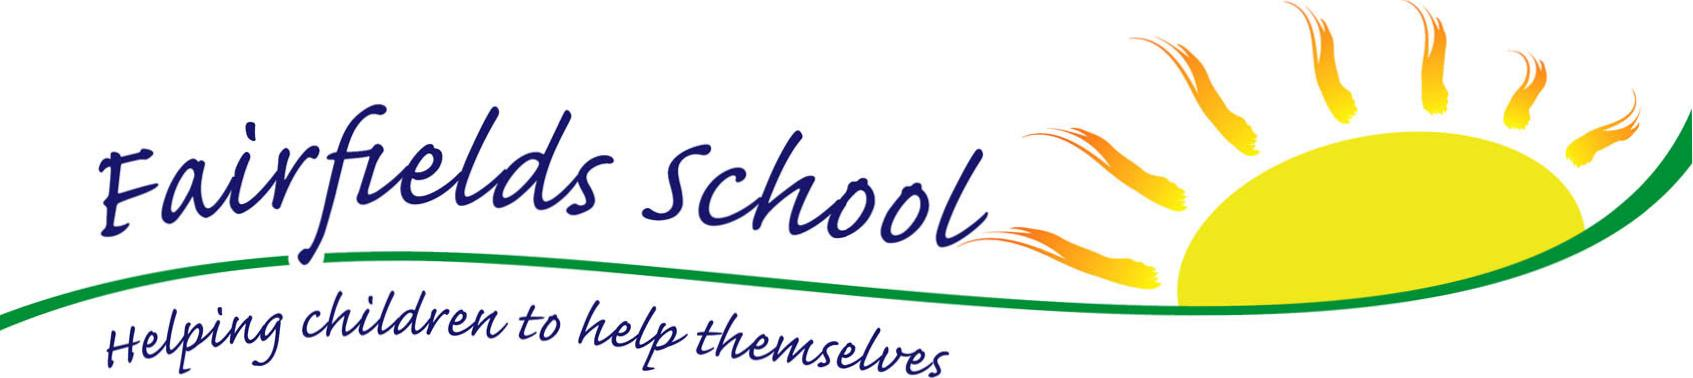 Fairfields School
Helping children to help themselves